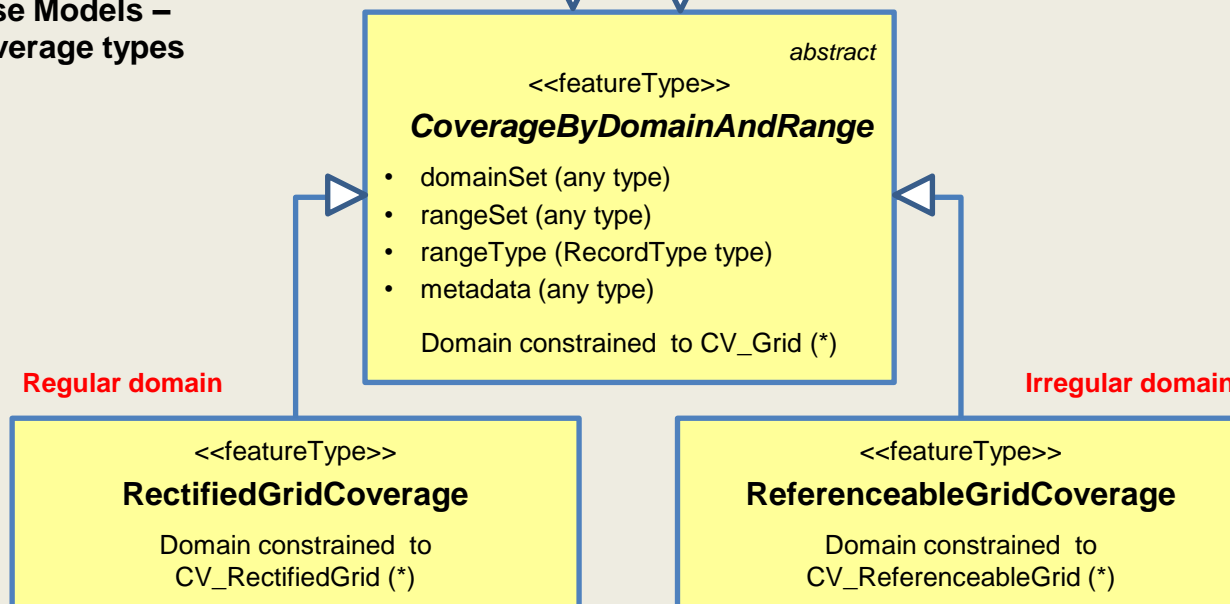 se Models –
verage types
abstract
<<featureType>>
CoverageByDomainAndRange
• domainSet (any type)
• rangeSet (any type)
• rangeType (RecordType type)
• metadata (any type)
Domain constrained to CV_Grid (*)
Regular domain
Irregular domain
<<featureType>>
RectifiedGridCoverage
Domain constrained to
CV_RectifiedGrid (*)
<<featureType>>
ReferenceableGridCoverage
Domain constrained to
CV_ReferenceableGrid (*)